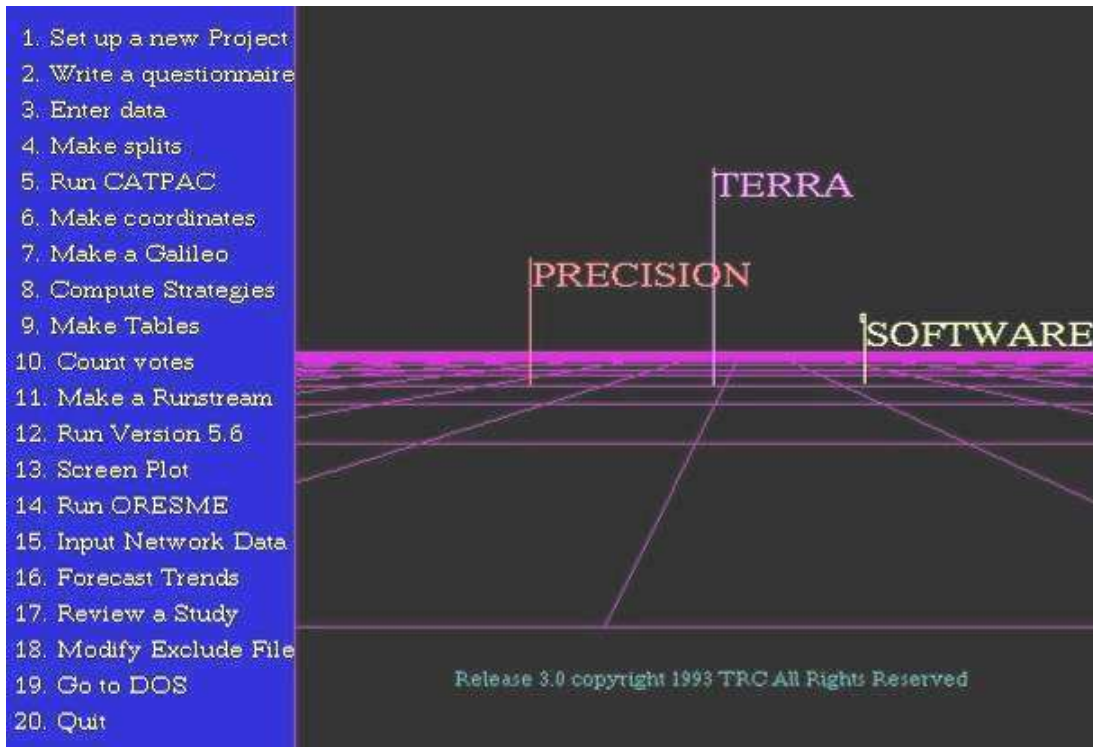 1. Set up a new Project
2. Write a questionnaire
3. Enter data
4. Make splits
5. Run CATPAC
6. Make coordinates
7. Make a Galileo
8. Compute Strategies
9. Make Tables
10. Count votes
11. Make a Runstream
12. Run Version 5.6
13. Screen Plot
14. Run ORESME
15. Input Network Data
16. Forecast Trends
17. Review a Study
18. Modify Exclude File
19. Go to DOS
20. Quit
TERRA
PRECISION
SOFTWARE
Release 3.0 copyright 1993 TRC All Rights Reserved